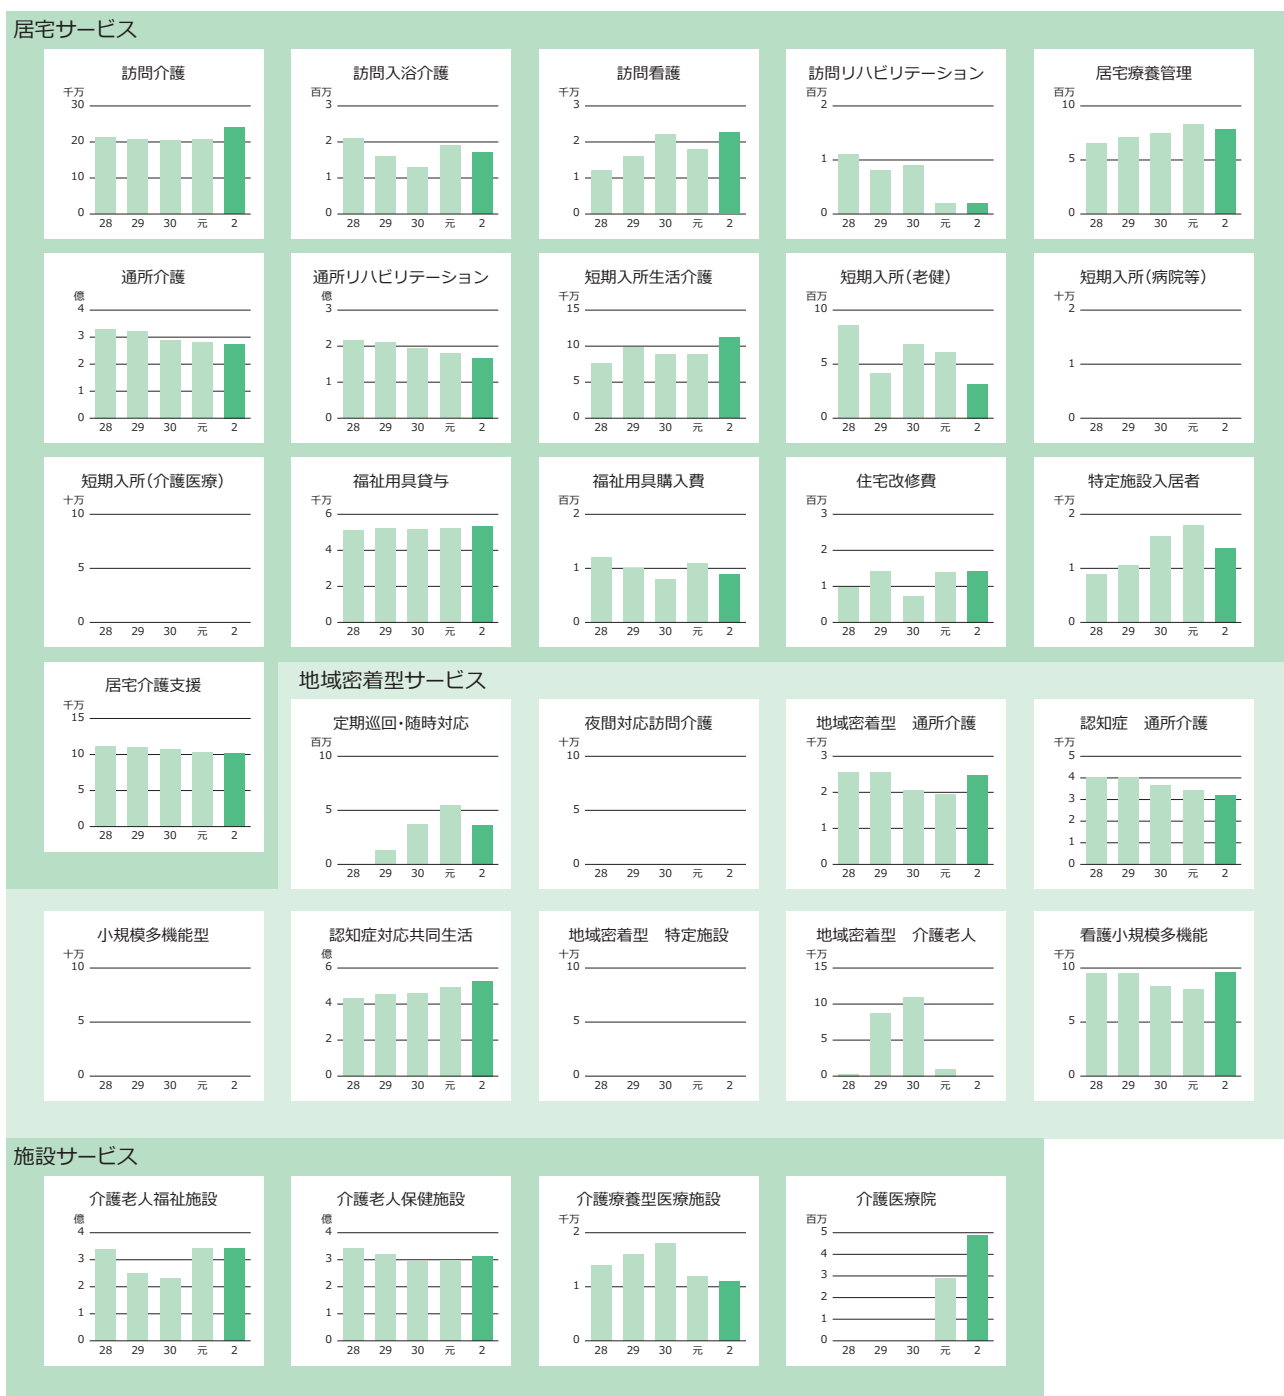 居宅サービス
訪問介護
千万
30
20
10
0
28 29 30 元 2
訪問入浴介護
百万
3
2
1
0
28 29 30 元 2
訪問看護
千万
3
2
1
0
28 29 30 元 2
訪問リハビリテーション
百万
2
1
0
28 29 30 元 2
居宅療養管理
百万
10
5
0
28 29 30 元 2
通所介護
億
4
3
2
1
0
28 29 30 元 2
通所リハビリテーション
億
3
2
1
0
28 29 30 元 2
短期入所生活介護
千万
15
10
5
0
28 29 30 元 2
短期入所(老健)
百万
10
5
0
28 29 30 元 2
短期入所(病院等)
十万
2
1
0
28 29 30 元 2
短期入所(介護医療)
十万
10
5
0
28 29 30 元 2
福祉用具貸与
千万
6
4
2
0
28 29 30 元 2
福祉用具購入費
百万
2
1
0
28 29 30 元 2
住宅改修費
百万
3
2
1
0
28 29 30 元 2
特定施設入居者
千万
2
1
0
28 29 30 元 2
居宅介護支援
千万
15
10
5
0
28 29 30 元 2
地域密着型サービス
定期巡回・随時対応
百万
10
5
0
28 29 30 元 2
夜間対応訪問介護
十万
10
5
0
28 29 30 元 2
地域密着型 通所介護
千万
3
2
1
0
28 29 30 元 2
認知症 通所介護
千万
5
4
3
2
1
0
28 29 30 元 2
小規模多機能型
十万
10
5
0
28 29 30 元 2
認知症対応共同生活
億
6
4
2
0
28 29 30 元 2
地域密着型 特定施設
十万
10
5
0
28 29 30 元 2
地域密着型 介護老人
千万
15
10
5
0
28 29 30 元 2
看護小規模多機能
千万
10
5
0
28 29 30 元 2
施設サービス
介護老人福祉施設
億
4
3
2
1
0
28 29 30 元 2
介護老人保健施設
億
4
3
2
1
0
28 29 30 元 2
介護療養型医療施設
千万
2
1
0
28 29 30 元 2
介護医療院
百万
5
4
3
2
1
0
28 29 30 元 2